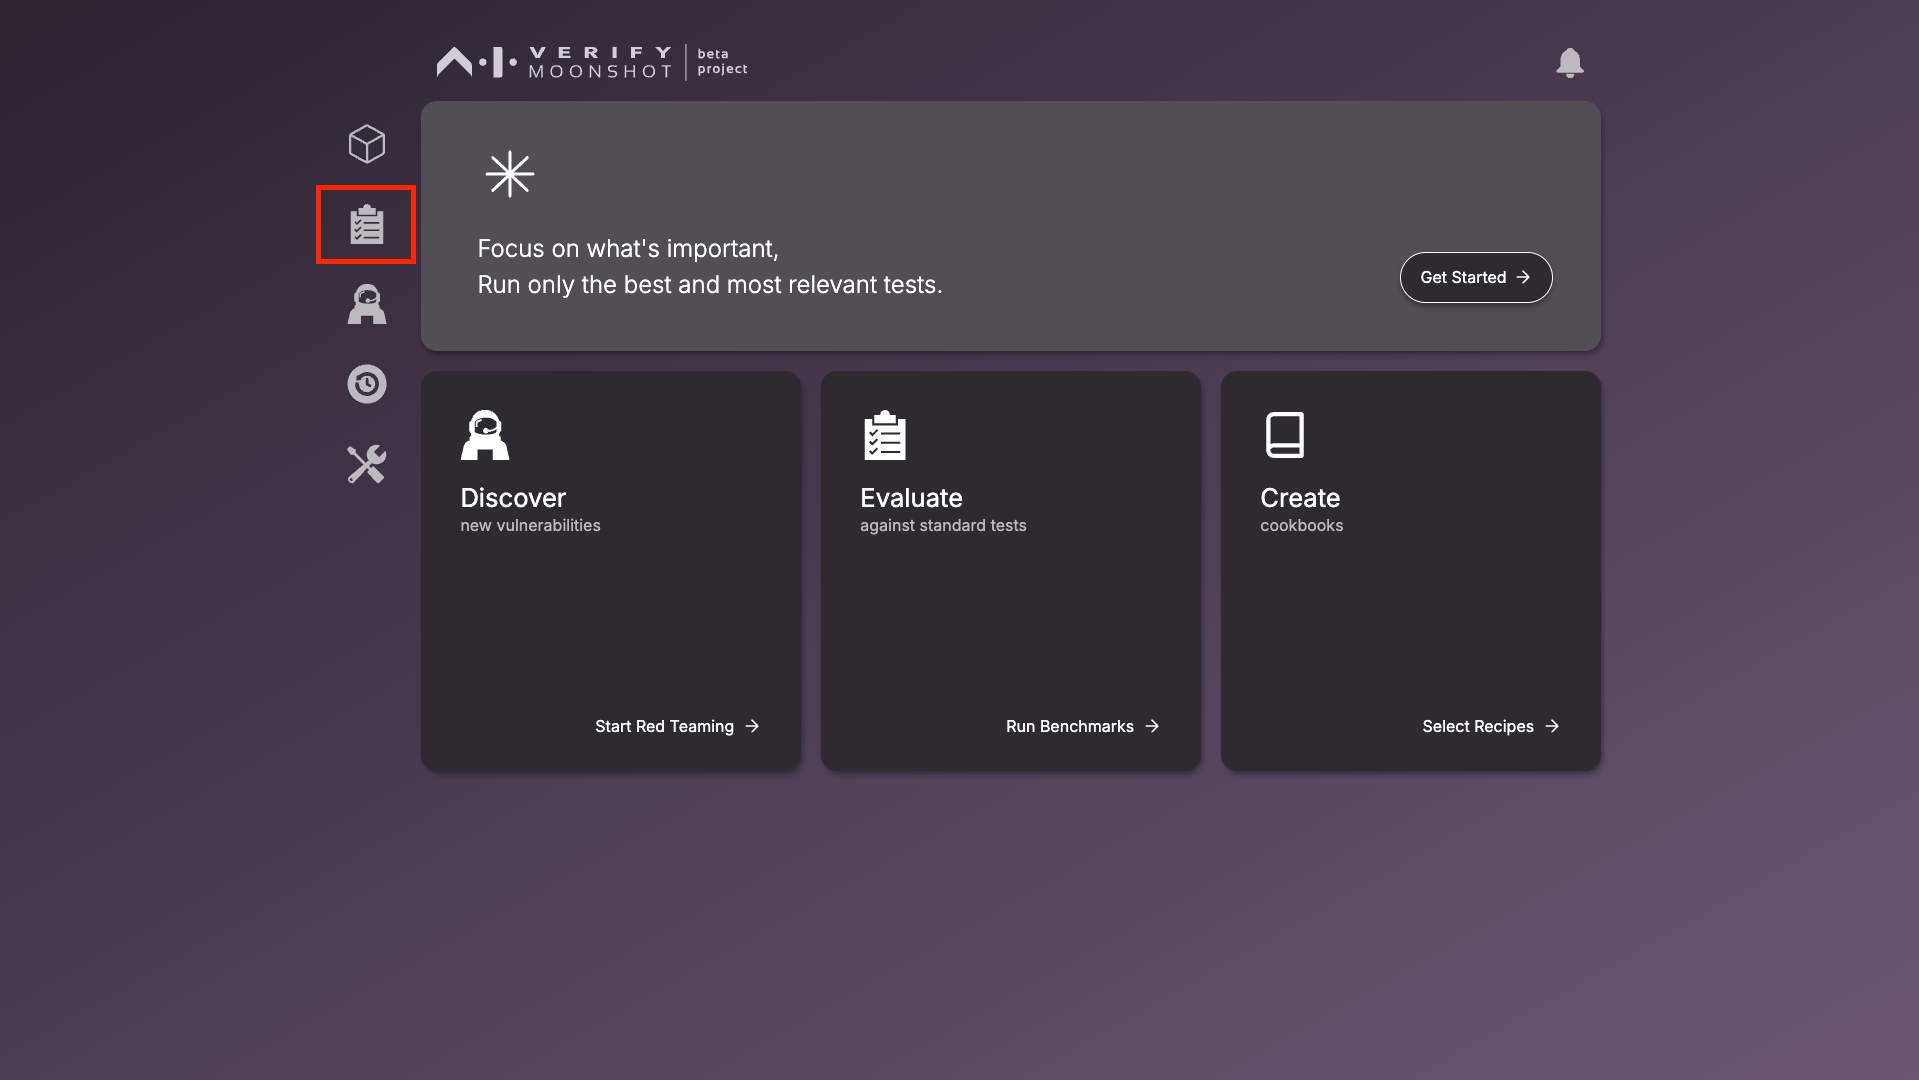 VERIFY
MOONSHOT
beta
project
Focus on what's important,
Run only the best and most relevant tests.
Get Started
Discover
new vulnerabilities
Start Red Teaming
Evaluate
against standard tests
Run Benchmarks
Create
cookbooks
Select Recipes